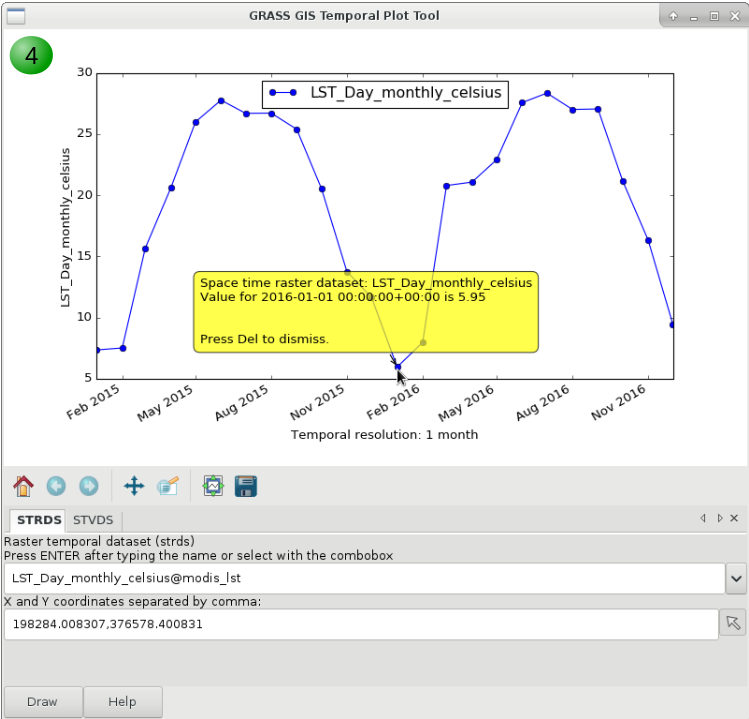 GRASS GIS Temporal Plot Tool
4
30
25
20
15
10
5
LST_Day_monthly_celsius
LST_Day_monthly_celsius
Space time raster dataset: LST_Day_monthly_celsius
Value for 2016-01-01 00:00:00+00:00 is 5.95
Press Del to dismiss.
Feb 2015
May 2015
Aug 2015
Nov 2015
Feb 2016
May 2016
Aug 2016
Nov 2016
Temporal resolution: 1 month
STRDS STVDS
Raster temporal dataset (strds)
Press ENTER after typing the name or select with the combobox
LST_Day_monthly_celsius@modis_lst
X and Y coordinates separated by comma:
198284.008307,376578.400831
Draw Help